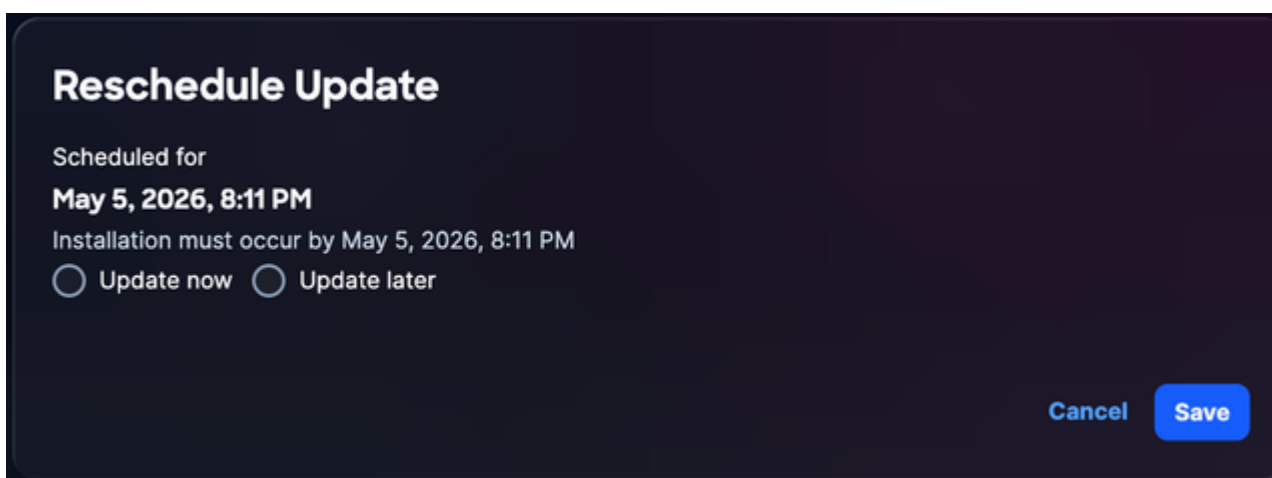 Reschedule Update
Scheduled for
May 5, 2026, 8:11 PM
Installation must occur by May 5, 2026, 8:11 PM
Update now Update later
Cancel Save